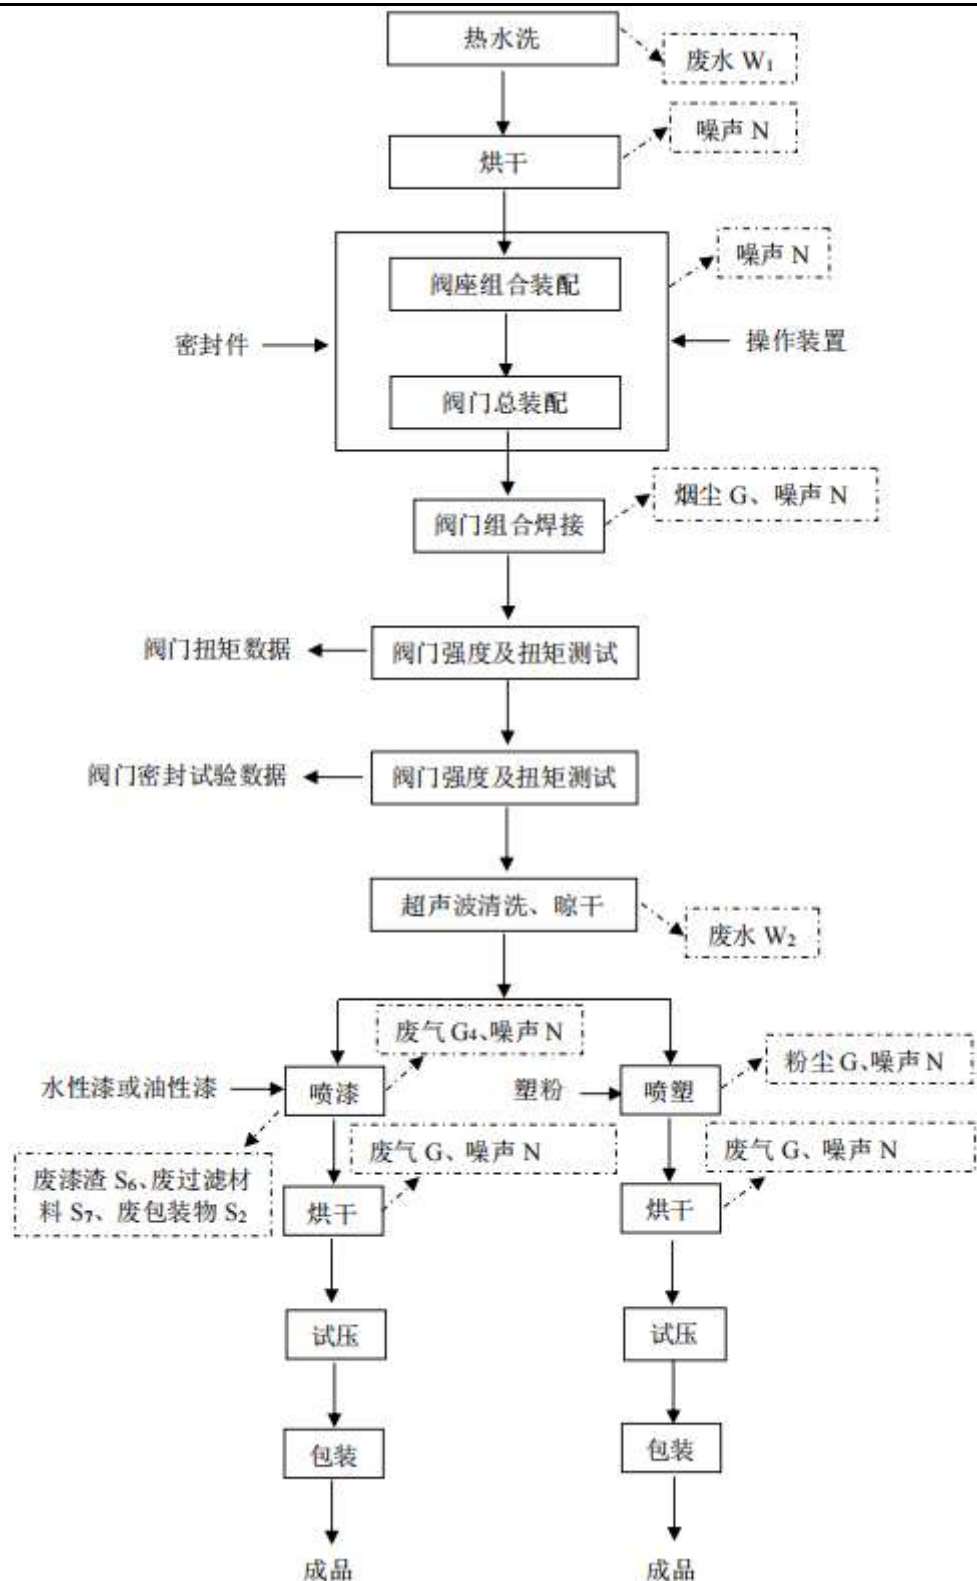 热水洗
废水 W₁
噪声 N
烘干
噪声 N
阀座组合装配
密封件
操作装置
阀门总装配
烟尘 G、噪声 N
阀门组合焊接
阀门扭矩数据
阀门强度及扭矩测试
阀门密封试验数据
阀门强度及扭矩测试
超声波清洗、晾干
废水 W₂
废气 G₄、噪声 N
粉尘 G、噪声 N
水性漆或油性漆
喷漆
塑粉
喷塑
废气 G、噪声 N
废气 G、噪声 N
废漆渣 S₆、废过滤材
料 S₇、废包装物 S₂
烘干
烘干
试压
试压
包装
包装
成品
成品